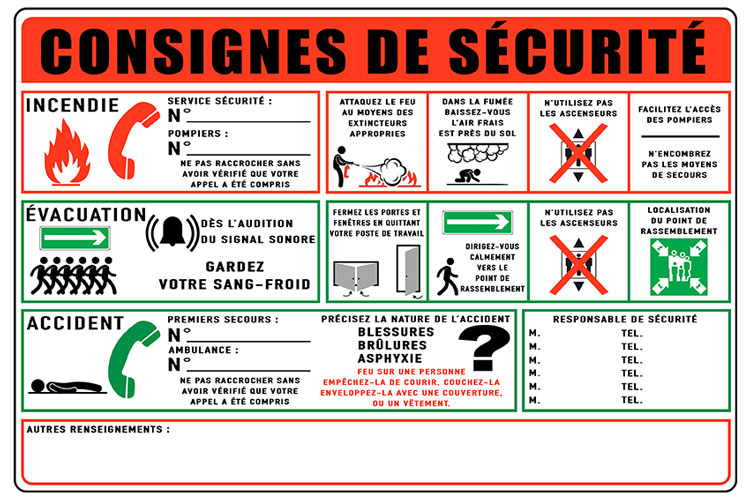 CONSIGNES DE SÉCURITÉ
INCENDIE
SERVICE SÉCURITÉ :
N°
POMPIERS :
N°
NE PAS RACCROCHER SANS
AVOIR VÉRIFIÉ QUE VOTRE
APPEL A ÉTÉ COMPRIS
ATTAQUEZ LE FEU
AU MOYENS DES
EXTINCTEURS
APPROPRIES
DANS LA FUMÉE
BAISSEZ-VOUS
L'AIR FRAIS
EST PRÈS DU SOL
N'UTILISEZ PAS
LES ASCENSEURS
FACILITEZ L'ACCÈS
DES POMPIERS
N'ENCOMBREZ
PAS LES MOYENS
DE SECOURS
ÉVACUATION
DÈS L'AUDITION
DU SIGNAL SONORE
GARDEZ
VOTRE SANG-FROID
FERMEZ LES PORTES ET
FENÊTRES EN QUITTANT
VOTRE POSTE DE TRAVAIL
DIRIGEZ-VOUS
CALMEMENT
VERS LE
POINT DE
RASSEMBLEMENT
N'UTILISEZ PAS
LES ASCENSEURS
LOCALISATION
DU POINT DE
RASSEMBLEMENT
ACCIDENT
PREMIERS SECOURS :
N°
AMBULANCE :
N°
NE PAS RACCROCHER SANS
AVOIR VÉRIFIÉ QUE VOTRE
APPEL A ÉTÉ COMPRIS
PRÉCISEZ LA NATURE DE L'ACCIDENT
BLESSURES
BRÛLURES
ASPHYXIE
?
FEU SUR UNE PERSONNE
EMPÊCHEZ-LA DE COURIR, COUCHEZ-LA
ENVELOPPEZ-LA AVEC UNE COUVERTURE,
OU UN VÊTEMENT.
RESPONSABLE DE SÉCURITÉ
M. TEL.
M. TEL.
M. TEL.
M. TEL.
M. TEL.
M. TEL.
AUTRES RENSEIGNEMENTS :